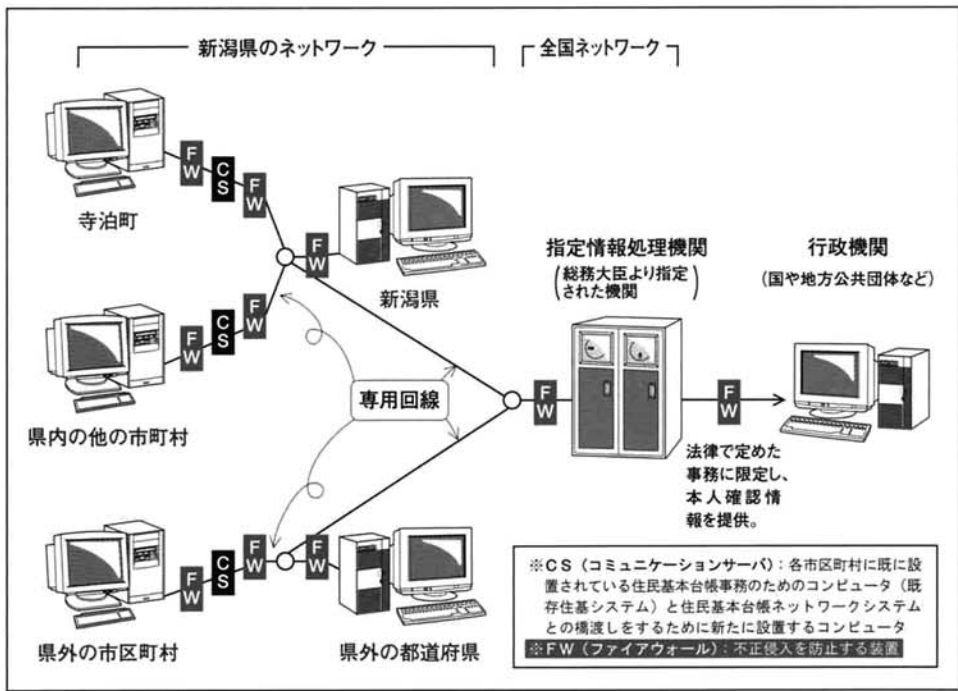 新潟県のネットワーク
全国ネットワーク
FW
CS
FW
寺泊町
FW
新潟県
FW
CS
FW
県内の他の市町村
専用回線
FW
CS
FW
FW
県外の市区町村
県外の都道府県
指定情報処理機関
(総務大臣より指定
された機関)
FW
FW
行政機関
(国や地方公共団体など)
法律で定めた
事務に限定し、
本人確認情
報を提供。
※CS(コミュニケーションサーバ):各市区町村に既に設
置されている住民基本台帳事務のためのコンピュータ(既
存住基システム)と住民基本台帳ネットワークシステム
との橋渡しをするために新たに設置するコンピュータ
※FW(ファイアウォール):不正侵入を防止する装置